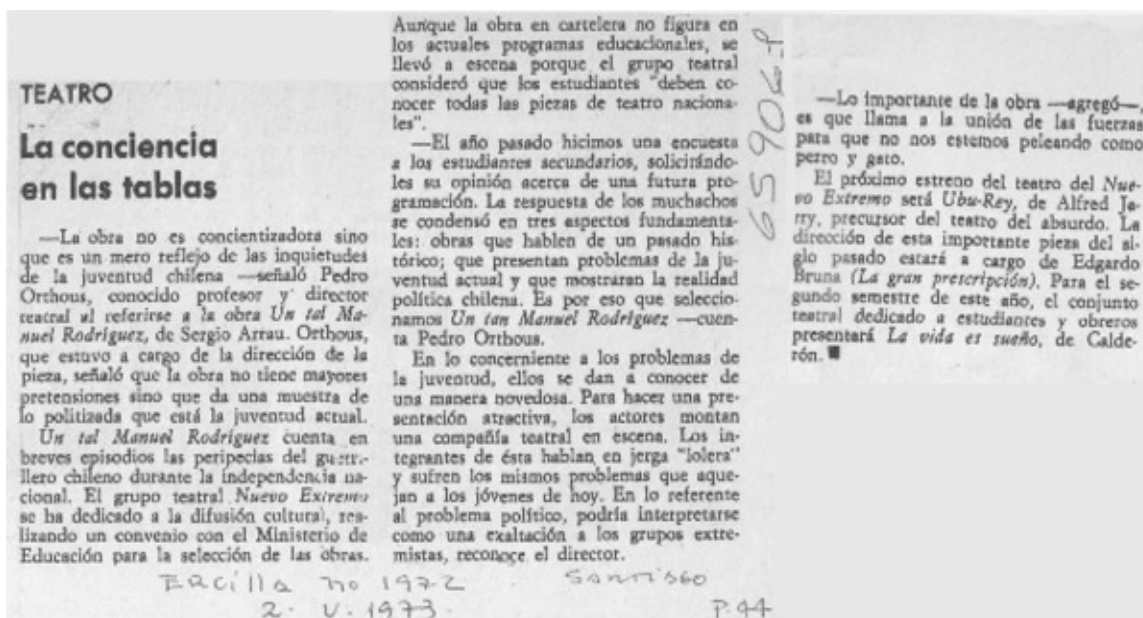 TEATRO
La conciencia
en las tablas
—La obra no es concientizadora sino
que es un mero reflejo de las inquietudes
de la juventud chilena —señaló Pedro
Orthous, conocido profesor y director
teatral al referirse a la obra Un tal Ma-
nuel Rodríguez, de Sergio Arrau. Orthous,
que estuvo a cargo de la dirección de la
pieza, señaló que la obra no tiene mayores
pretensiones sino que da una muestra de
lo politizada que está la juventud actual.
Un tal Manuel Rodríguez cuenta en
breves episodios las peripecias del guerri-
llero chileno durante la independencia na-
cional. El grupo teatral Nuevo Extremo
se ha dedicado a la difusión cultural, rea-
lizando un convenio con el Ministerio de
Educación para la selección de las obras.
Aunque la obra en cartelera no figura en
los actuales programas educacionales, se
llevó a escena porque el grupo teatral
consideró que los estudiantes "deben co-
nocer todas las piezas de teatro naciona-
les".
—El año pasado hicimos una encuesta
a los estudiantes secundarios, solicitándo-
les su opinión acerca de una futura pro-
gramación. La respuesta de los muchachos
se condensó en tres aspectos fundamenta-
les: obras que hablen de un pasado his-
tórico; que presentan problemas de la ju-
ventud actual y que mostraran la realidad
política chilena. Es por eso que seleccio-
namos Un tan Manuel Rodríguez —cuen-
ta Pedro Orthous.
En lo concerniente a los problemas de
la juventud, ellos se dan a conocer de
una manera novedosa. Para hacer una pre-
sentación atractiva, los actores montan
una compañía teatral en escena. Los in-
tegrantes de ésta hablan en jerga "lolera"
y sufren los mismos problemas que aque-
jan a los jóvenes de hoy. En lo referente
al problema político, podría interpretarse
como una exaltación a los grupos extre-
mistas, reconoce el director.
—Lo importante de la obra —agregó—
es que llama a la unión de las fuerzas
para que no nos estemos peleando como
perro y gato.
El próximo estreno del teatro del Nue-
vo Extremo será Ubu-Rey, de Alfred Ja-
rry, precursor del teatro del absurdo. La
dirección de esta importante pieza del si-
glo pasado estará a cargo de Edgardo
Bruna (La gran prescripción). Para el se-
gundo semestre de este año, el conjunto
teatral dedicado a estudiantes y obreros
presentará La vida es sueño, de Calde-
rón.
Ercilla no 1972 Santiago
2. V. 1973. P. 44